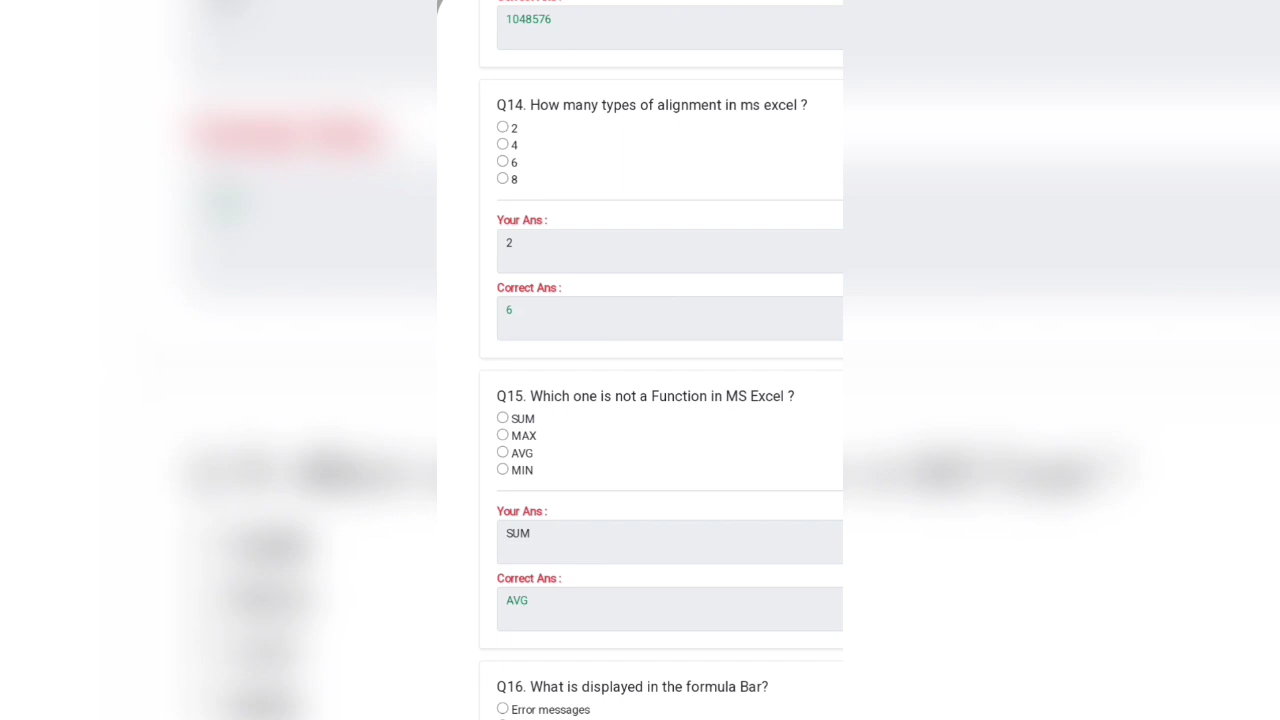 1048576
Q14. How many types of alignment in ms excel ?
2
4
6
8
Your Ans :
2
Correct Ans :
6
Q15. Which one is not a Function in MS Excel ?
SUM
MAX
AVG
MIN
Your Ans :
SUM
Correct Ans :
AVG
Q16. What is displayed in the formula Bar?
Error messages